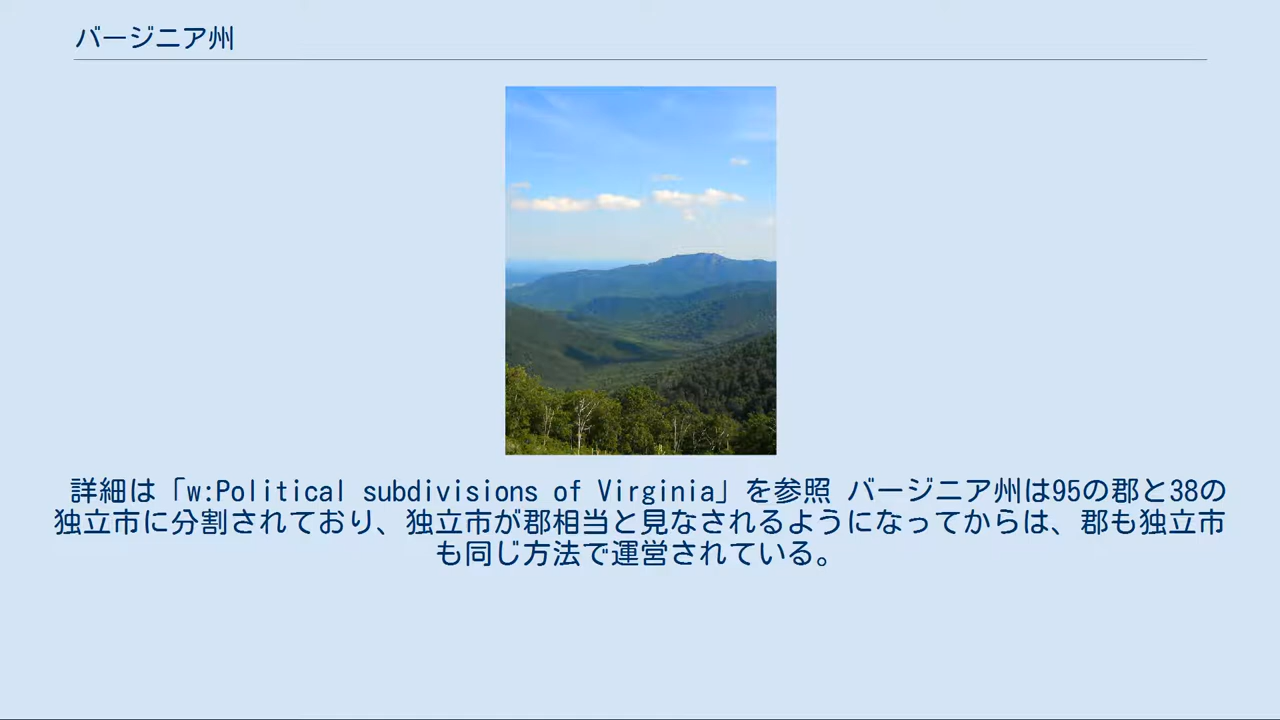 バージニア州
詳細は「w:Political subdivisions of Virginia」を参照 バージニア州は95の郡と38の
独立市に分割されており、独立市が郡相当と見なされるようになってからは、郡も独立市
も同じ方法で運営されている。